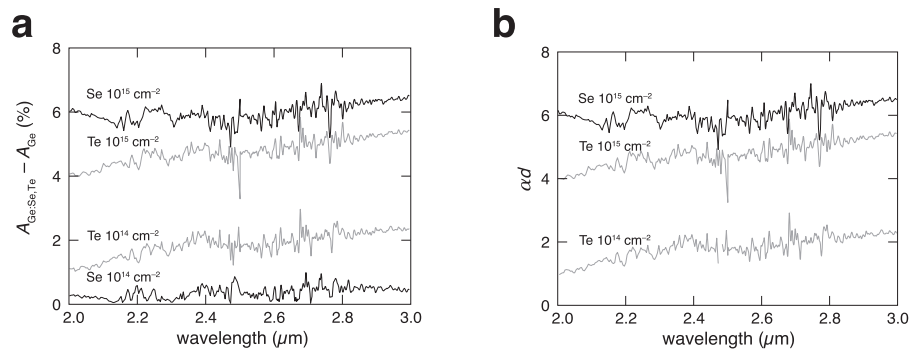 a
8
6
4
2
0
A_Ge:Se,Te – A_Ge (%)
Se 10¹⁵ cm⁻²
Te 10¹⁵ cm⁻²
Te 10¹⁴ cm⁻²
Se 10¹⁴ cm⁻²
2.0 2.2 2.4 2.6 2.8 3.0
wavelength (µm)
b
8
6
4
2
0
αd
Se 10¹⁵ cm⁻²
Te 10¹⁵ cm⁻²
Te 10¹⁴ cm⁻²
2.0 2.2 2.4 2.6 2.8 3.0
wavelength (µm)